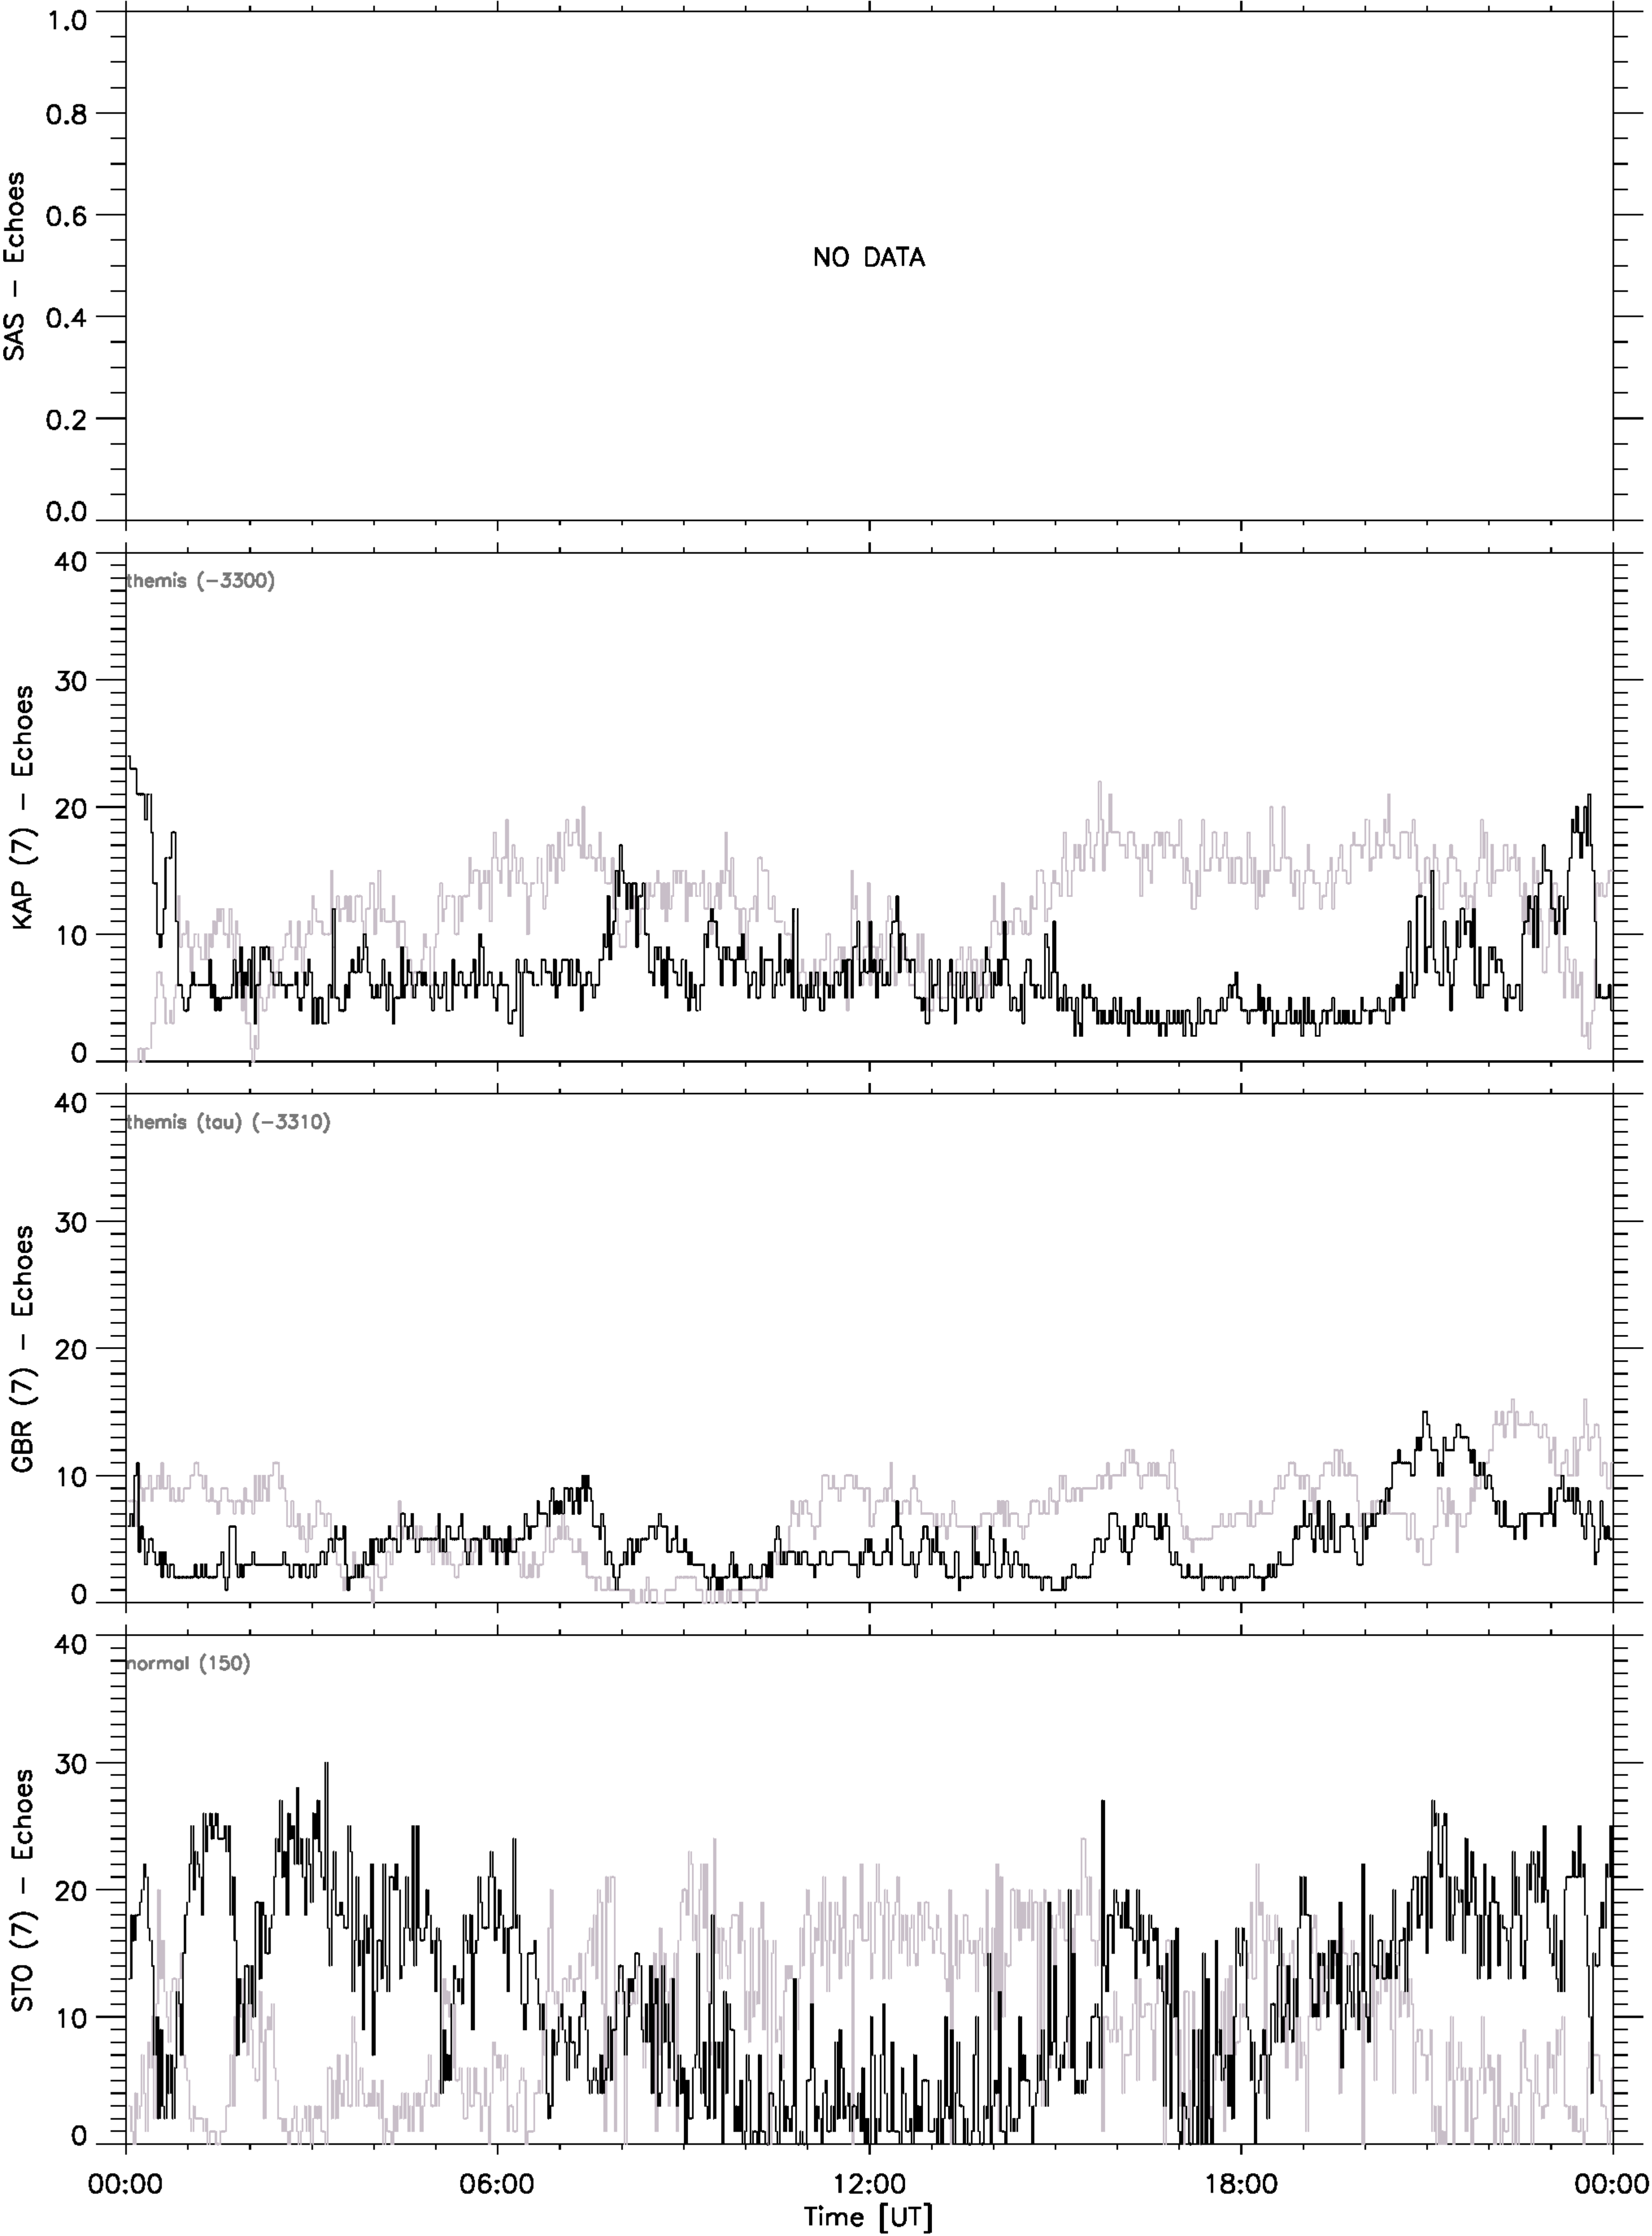 1.0
0.8
0.6
0.4
0.2
0.0
SAS - Echoes
NO DATA
40
30
20
10
0
KAP (7) - Echoes
themis (-3300)
40
30
20
10
0
GBR (7) - Echoes
themis (tau) (-3310)
40
30
20
10
0
STO (7) - Echoes
normal (150)
00:00 06:00 12:00 18:00 00:00
Time [UT]